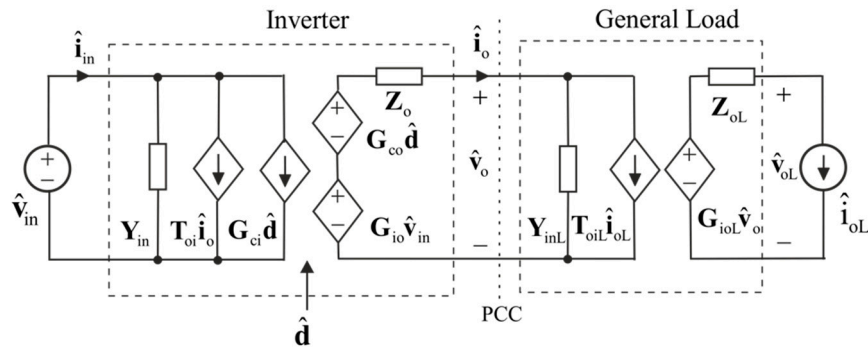 Inverter
General Load
î_in
î_o
Z_o
Z_oL
+
−
G_co d̂
+
−
v̂_in
Y_in
T_oi î_o
G_ci d̂
+
−
G_io v̂_in
+
v̂_o
−
Y_inL
T_oiL î_oL
+
−
G_ioL v̂_o
+
v̂_oL
−
î_oL
d̂
PCC